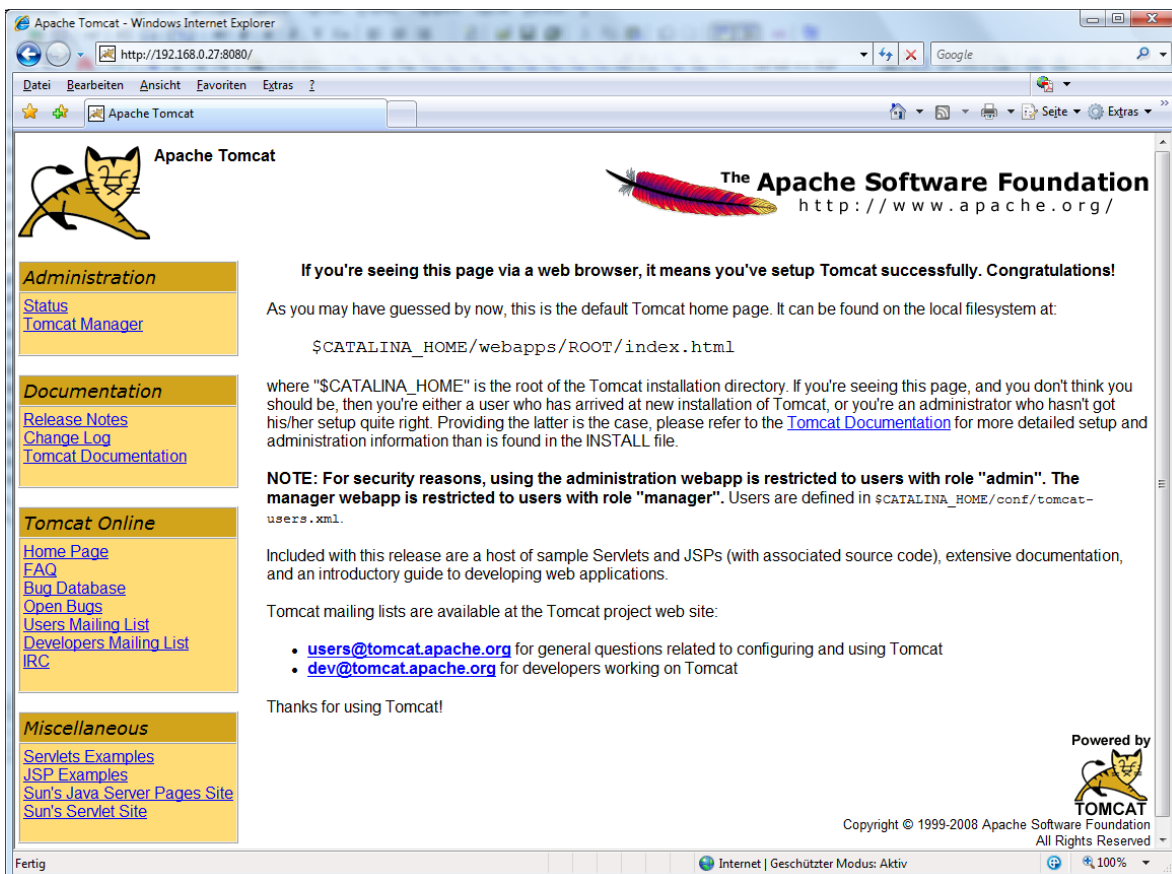 Apache Tomcat - Windows Internet Explorer
http://192.168.0.27:8080/
Google
Datei Bearbeiten Ansicht Favoriten Extras ?
Apache Tomcat
Seite Extras
Apache Tomcat
The Apache Software Foundation
http://www.apache.org/
Administration
Status
Tomcat Manager
Documentation
Release Notes
Change Log
Tomcat Documentation
Tomcat Online
Home Page
FAQ
Bug Database
Open Bugs
Users Mailing List
Developers Mailing List
IRC
Miscellaneous
Servlets Examples
JSP Examples
Sun's Java Server Pages Site
Sun's Servlet Site
If you're seeing this page via a web browser, it means you've setup Tomcat successfully. Congratulations!
As you may have guessed by now, this is the default Tomcat home page. It can be found on the local filesystem at:
$CATALINA_HOME/webapps/ROOT/index.html
where "$CATALINA_HOME" is the root of the Tomcat installation directory. If you're seeing this page, and you don't think you
should be, then you're either a user who has arrived at new installation of Tomcat, or you're an administrator who hasn't got
his/her setup quite right. Providing the latter is the case, please refer to the Tomcat Documentation for more detailed setup and
administration information than is found in the INSTALL file.
NOTE: For security reasons, using the administration webapp is restricted to users with role "admin". The
manager webapp is restricted to users with role "manager". Users are defined in $CATALINA_HOME/conf/tomcat-
users.xml.
Included with this release are a host of sample Servlets and JSPs (with associated source code), extensive documentation,
and an introductory guide to developing web applications.
Tomcat mailing lists are available at the Tomcat project web site:
• users@tomcat.apache.org for general questions related to configuring and using Tomcat
• dev@tomcat.apache.org for developers working on Tomcat
Thanks for using Tomcat!
Powered by
TOMCAT
Copyright © 1999-2008 Apache Software Foundation
All Rights Reserved
Fertig
Internet | Geschützter Modus: Aktiv
100%